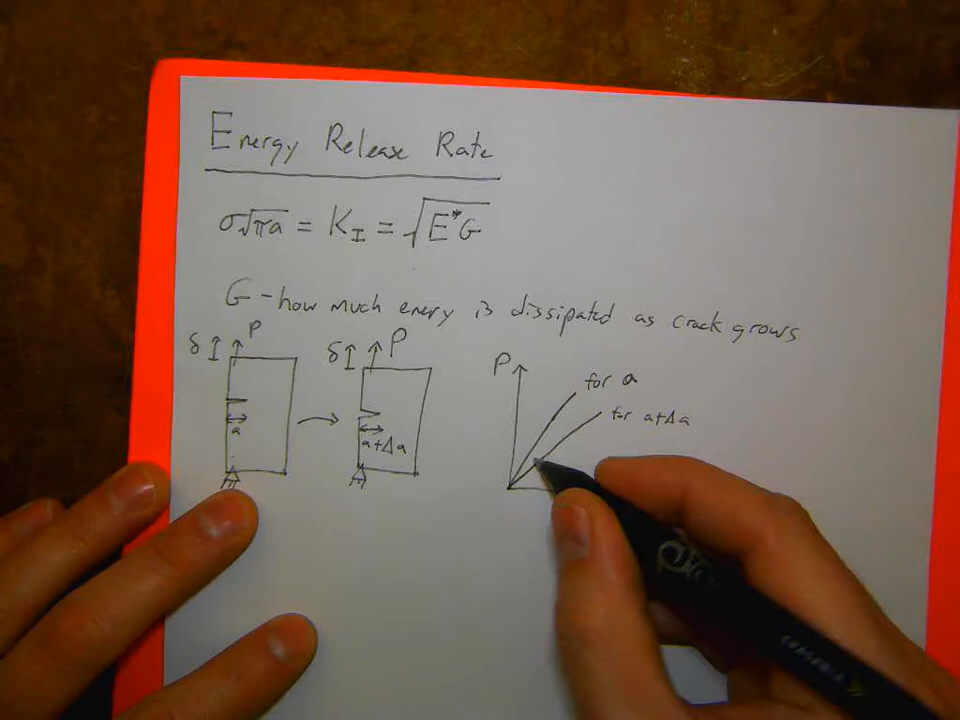 Energy Release Rate
σ√πa = K_I = √E*G
G - how much enery is dissipated as crack grows
δ P δ P
P
for a
for a+Δa
a
a+Δa